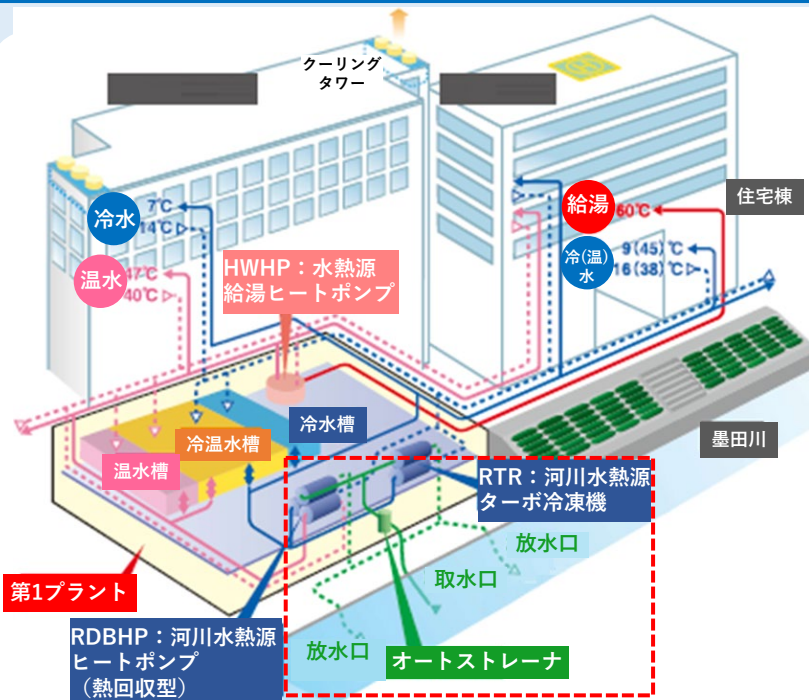 クーリング
タワー
冷水
7℃
14℃
温水
47℃
40℃
HWHP：水熱源
給湯ヒートポンプ
給湯
60℃
住宅棟
冷(温)
水
9(45)℃
16(38)℃
冷水槽
冷温水槽
温水槽
墨田川
RTR：河川水熱源
ターボ冷凍機
放水口
取水口
第1プラント
RDBHP：河川水熱源
ヒートポンプ
（熱回収型）
放水口
オートストレーナ